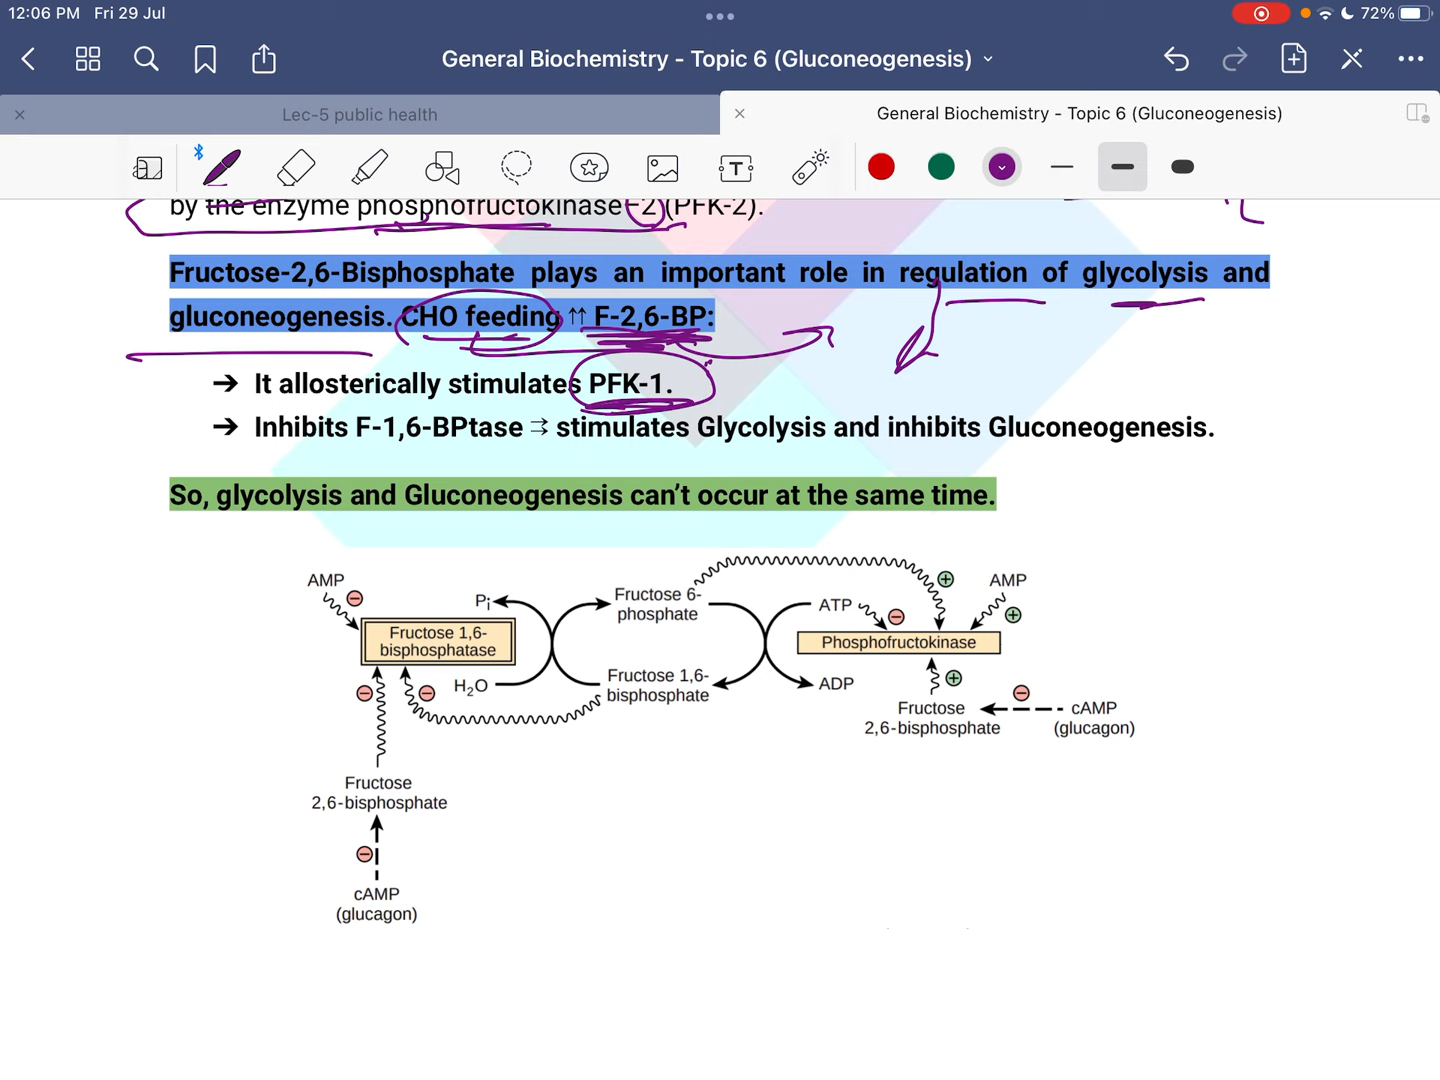 12:06 PM Fri 29 Jul
72%
General Biochemistry - Topic 6 (Gluconeogenesis)
Lec-5 public health
General Biochemistry - Topic 6 (Gluconeogenesis)
T
by the enzyme phosphofructokinase-2 (PFK-2).
Fructose-2,6-Bisphosphate plays an important role in regulation of glycolysis and
gluconeogenesis. CHO feeding ⇈ F-2,6-BP:
➔ It allosterically stimulates PFK-1.
➔ Inhibits F-1,6-BPtase ⇉ stimulates Glycolysis and inhibits Gluconeogenesis.
So, glycolysis and Gluconeogenesis can't occur at the same time.
AMP
Pi
Fructose 6-
phosphate
ATP
AMP
Fructose 1,6-
bisphosphatase
Phosphofructokinase
H₂O
Fructose 1,6-
bisphosphate
ADP
Fructose
2,6-bisphosphate
cAMP
(glucagon)
Fructose
2,6-bisphosphate
cAMP
(glucagon)